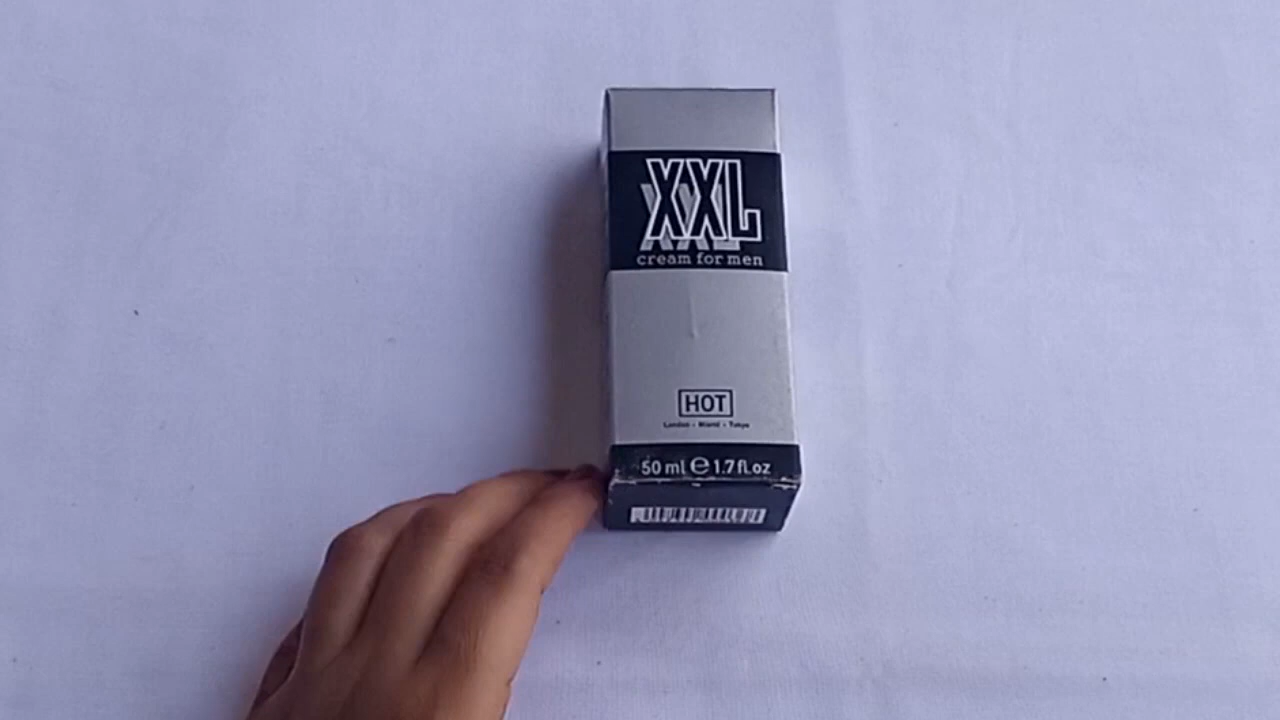 XXL
cream for men
HOT
London - Miami - Tokyo
50 ml ℮ 1.7 fl.oz